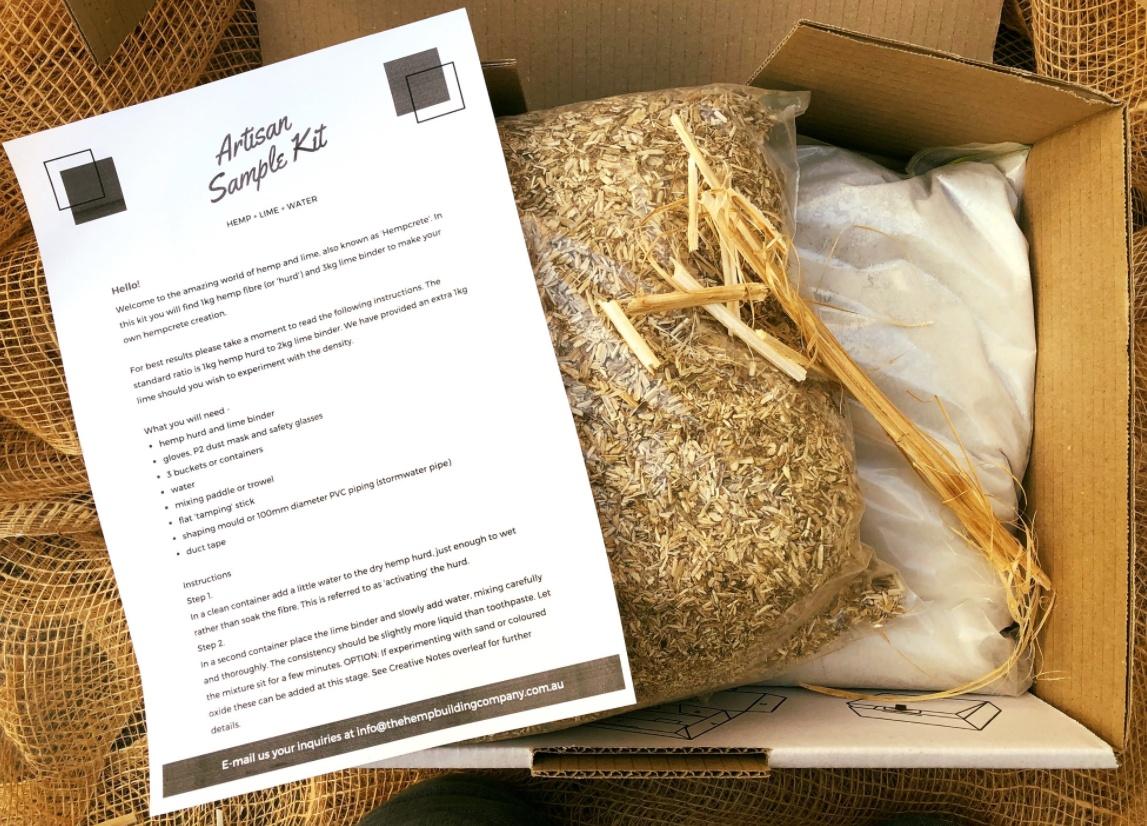 Artisan
Sample Kit
HEMP + LIME + WATER
Hello!
Welcome to the amazing world of hemp and lime, also known as 'Hempcrete'. In
this kit you will find 1kg hemp fibre (or 'hurd') and 3kg lime binder to make your
own hempcrete creation.
For best results please take a moment to read the following instructions. The
standard ratio is 1kg hemp hurd to 2kg lime binder. We have provided an extra 1kg
lime should you wish to experiment with the density.
What you will need -
• hemp hurd and lime binder
• gloves, P2 dust mask and safety glasses
• 3 buckets or containers
• water
• mixing paddle or trowel
• flat 'tamping' stick
• shaping mould or 100mm diameter PVC piping (stormwater pipe)
• duct tape
Instructions
Step 1.
In a clean container add a little water to the dry hemp hurd, just enough to wet
rather than soak the fibre. This is referred to as 'activating' the hurd.
Step 2.
In a second container place the lime binder and slowly add water, mixing carefully
and thoroughly. The consistency should be slightly more liquid than toothpaste. Let
the mixture sit for a few minutes. OPTION: If experimenting with sand or coloured
oxide these can be added at this stage. See Creative Notes overleaf for further
details.
E-mail us your inquiries at info@thehempbuildingcompany.com.au